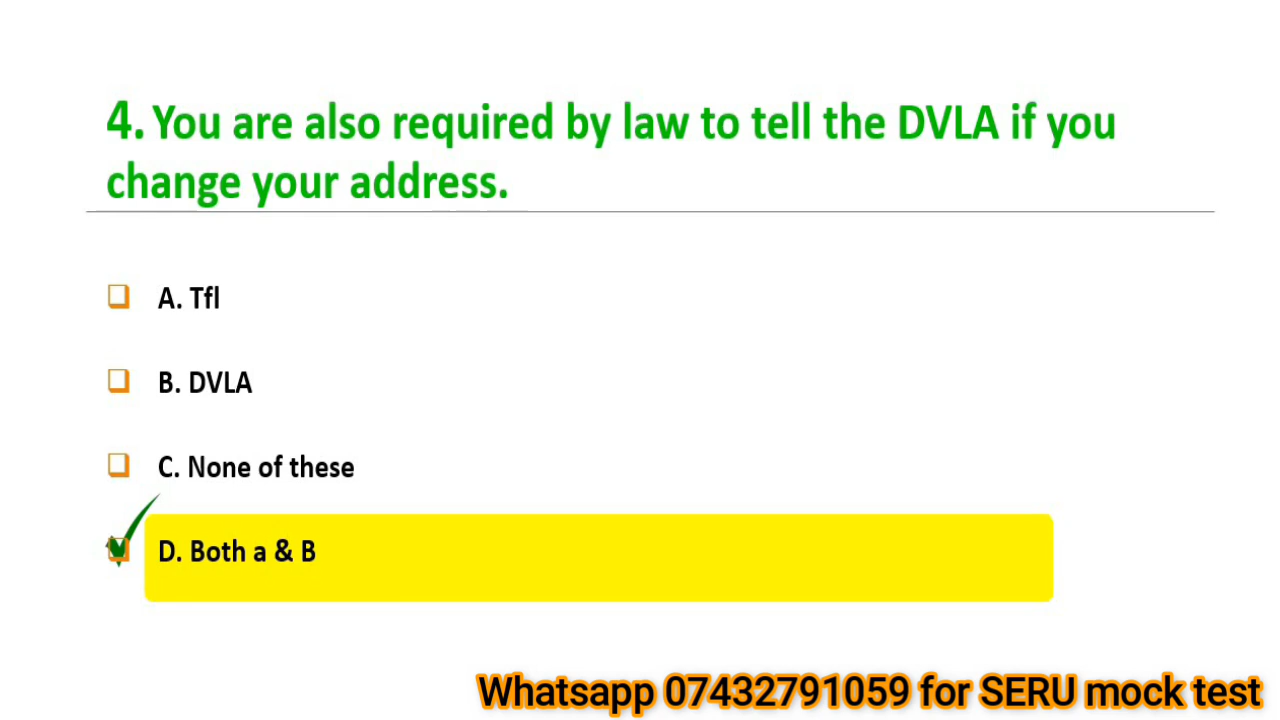 4. You are also required by law to tell the DVLA if you
change your address.
A. Tfl
B. DVLA
C. None of these
D. Both a & B
Whatsapp 07432791059 for SERU mock test